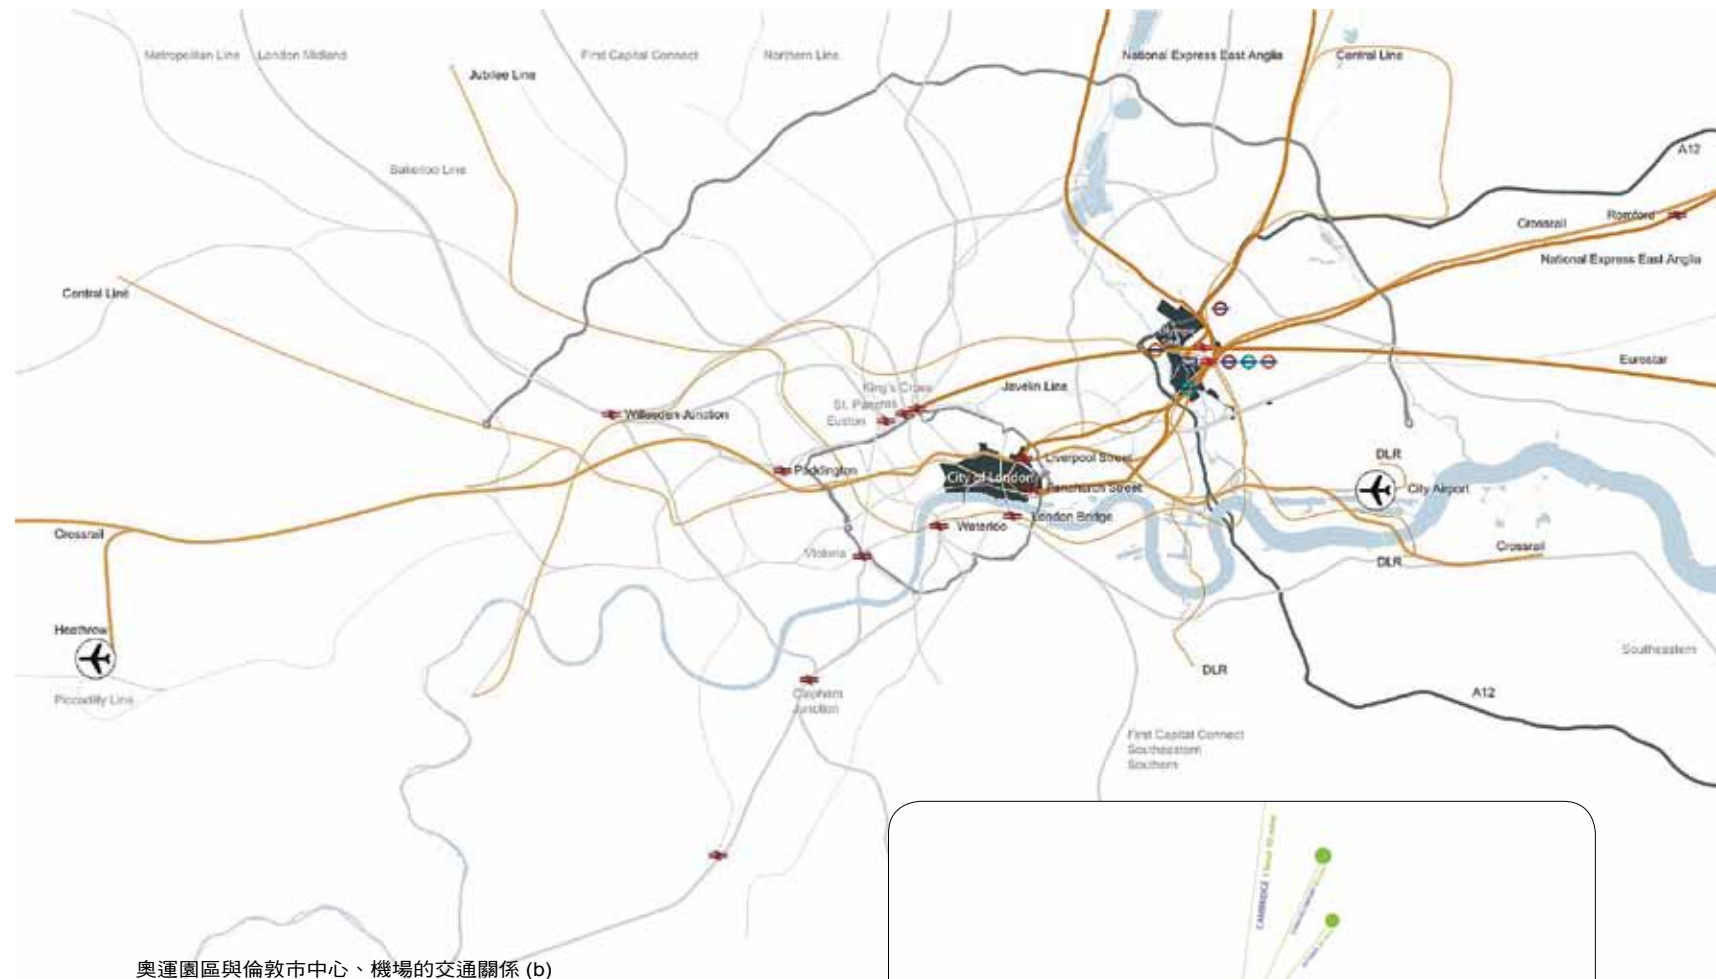 Metropolitan Line
London Midland
First Capital Connect
Northern Line
National Express East Anglia
Central Line
Jubilee Line
A12
Bakerloo Line
Crossrail
Romford
National Express East Anglia
Central Line
Olympic
Eurostar
King's Cross
Javelin Line
St. Pancras
Willesden Junction
Euston
Paddington
Liverpool Street
DLR
City of London
Fenchurch Street
City Airport
London Bridge
Waterloo
Crossrail
Victoria
Crossrail
DLR
Heathrow
Southeastern
DLR
Piccadilly Line
Clapham
Junction
A12
First Capital Connect
Southeastern
Southern
CAMBRIDGE 1 hour
奧運園區與倫敦市中心、機場的交通關係 (b)